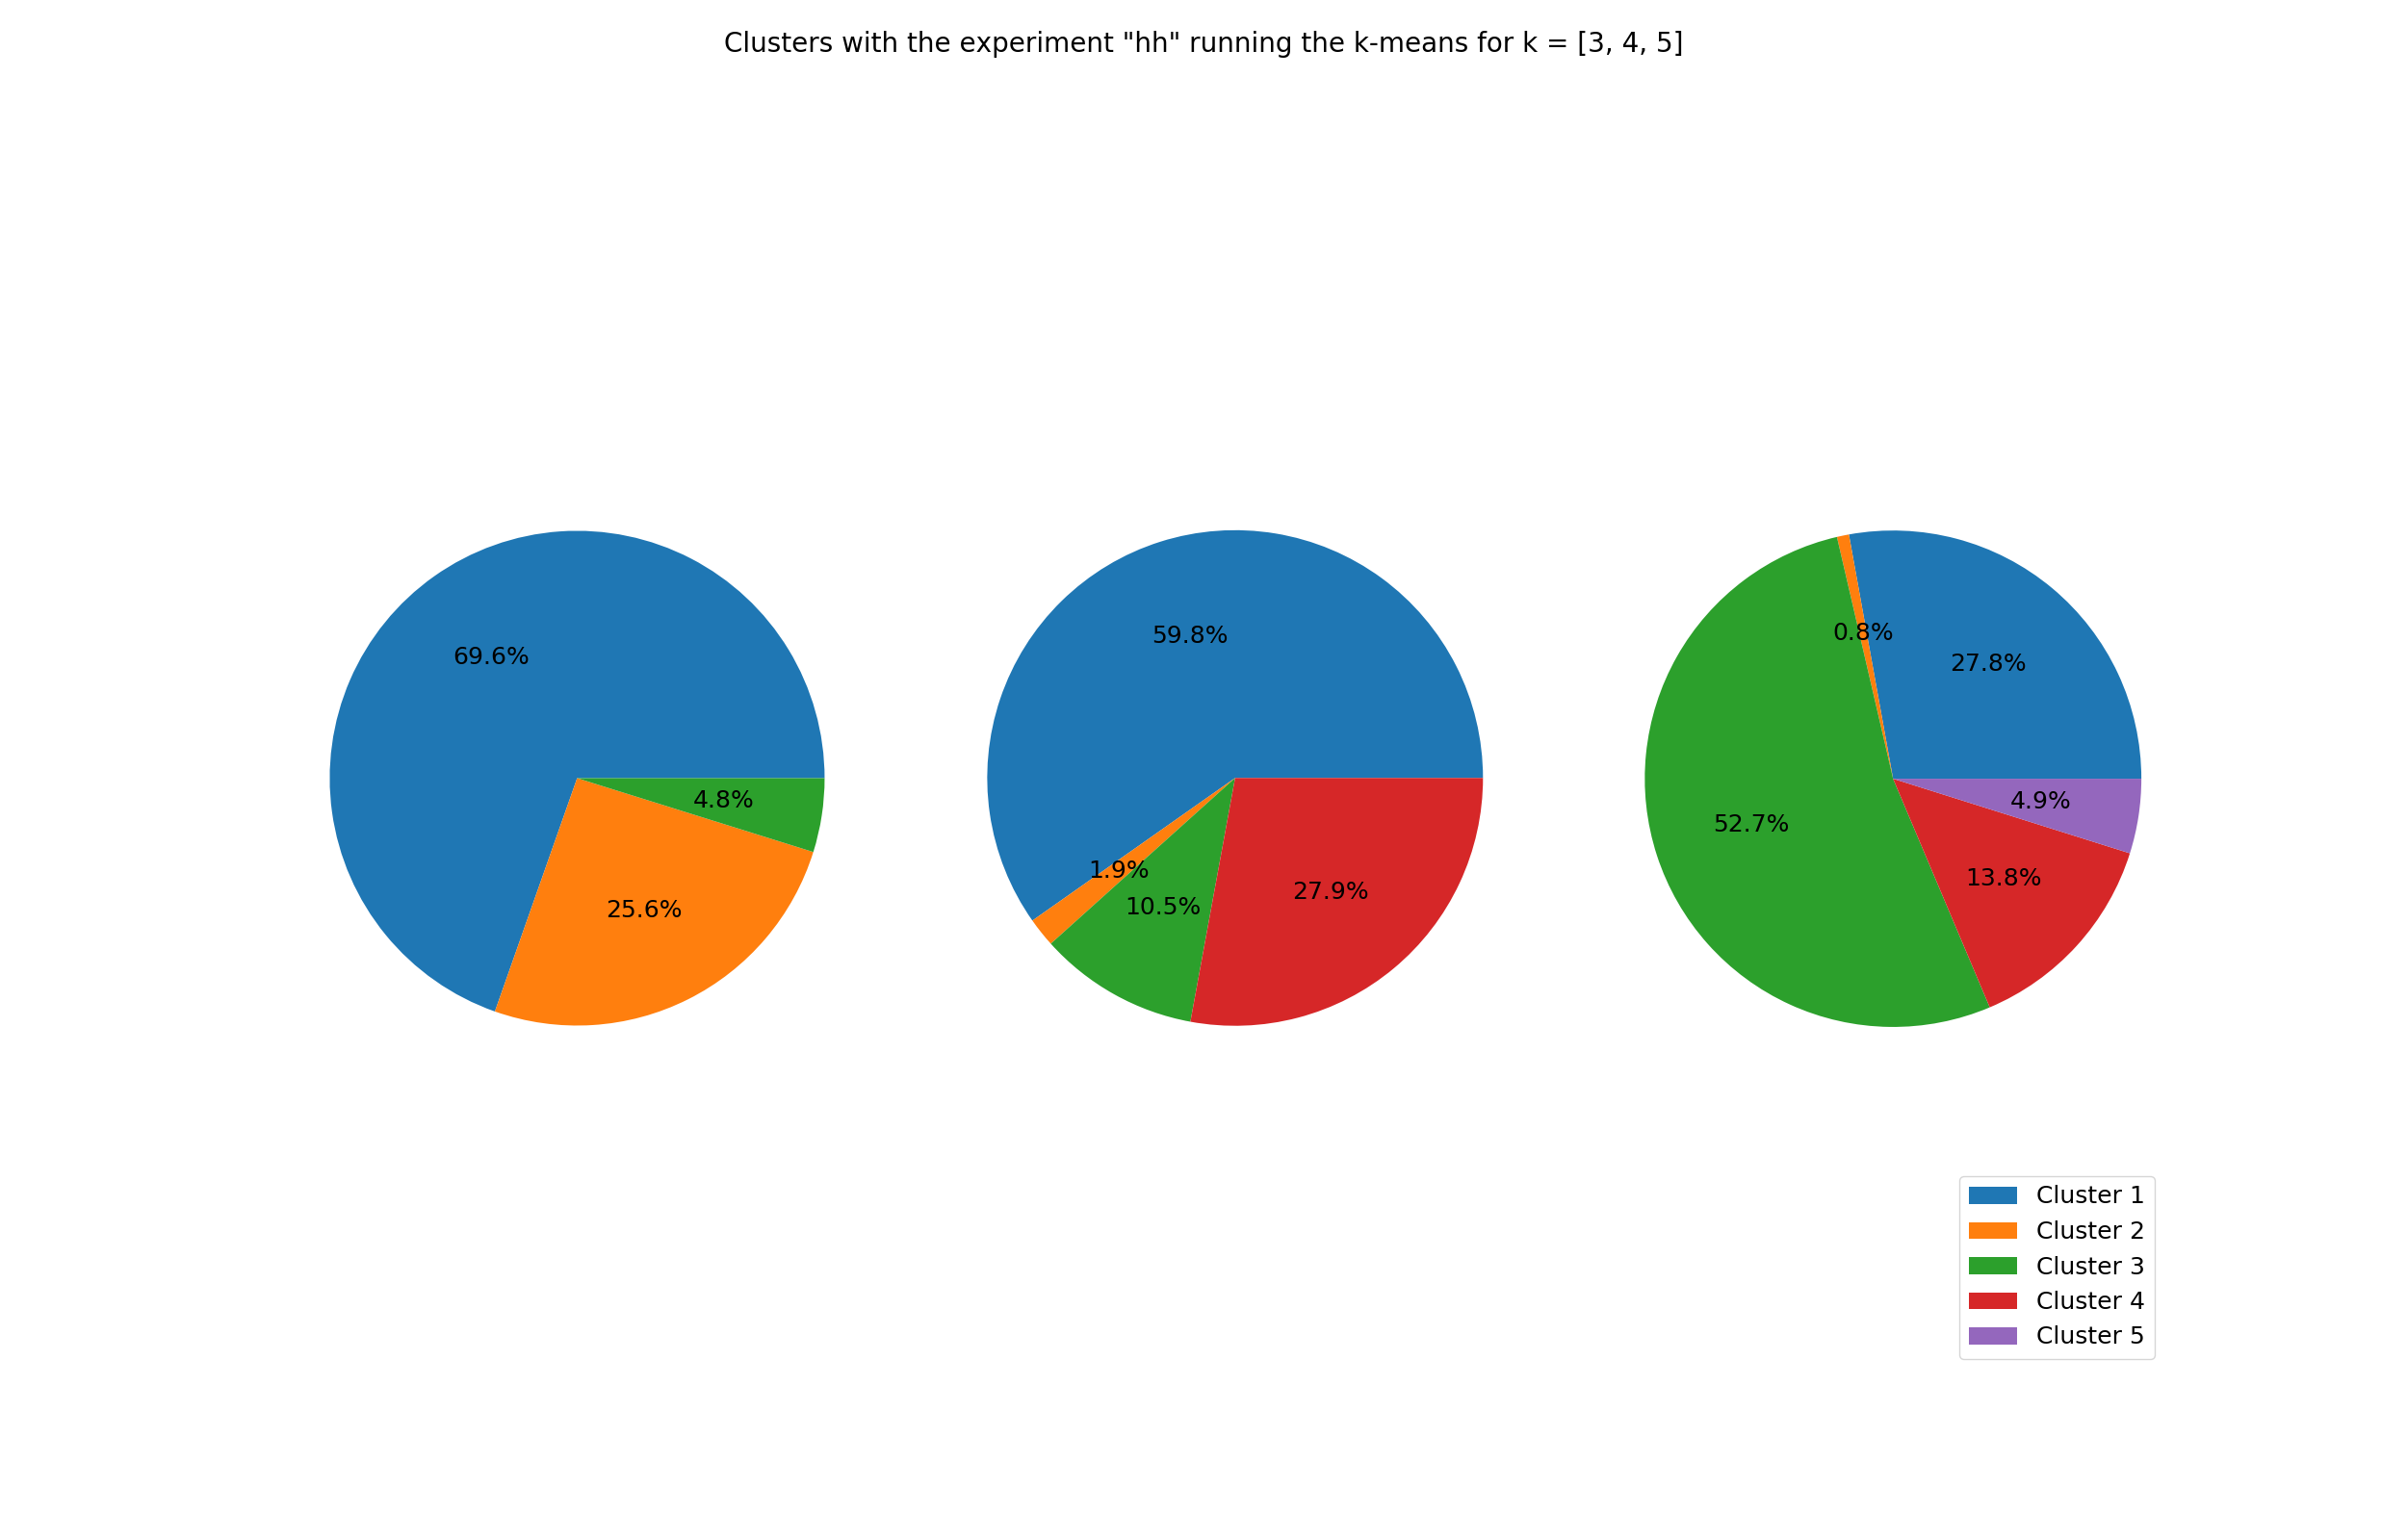 Clusters with the experiment "hh" running the k-means for k = [3, 4, 5]
69.6%
4.8%
25.6%
59.8%
1.9%
10.5%
27.9%
0.8%
27.8%
52.7%
4.9%
13.8%
Cluster 1
Cluster 2
Cluster 3
Cluster 4
Cluster 5